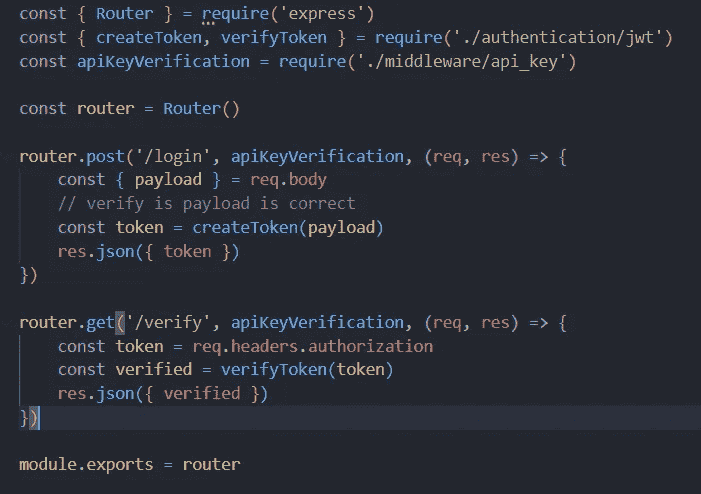 const { Router } = require('express')
const { createToken, verifyToken } = require('./authentication/jwt')
const apiKeyVerification = require('./middleware/api_key')
const router = Router()
router.post('/login', apiKeyVerification, (req, res) => {
const { payload } = req.body
// verify is payload is correct
const token = createToken(payload)
res.json({ token })
})
router.get('/verify', apiKeyVerification, (req, res) => {
const token = req.headers.authorization
const verified = verifyToken(token)
res.json({ verified })
})
module.exports = router